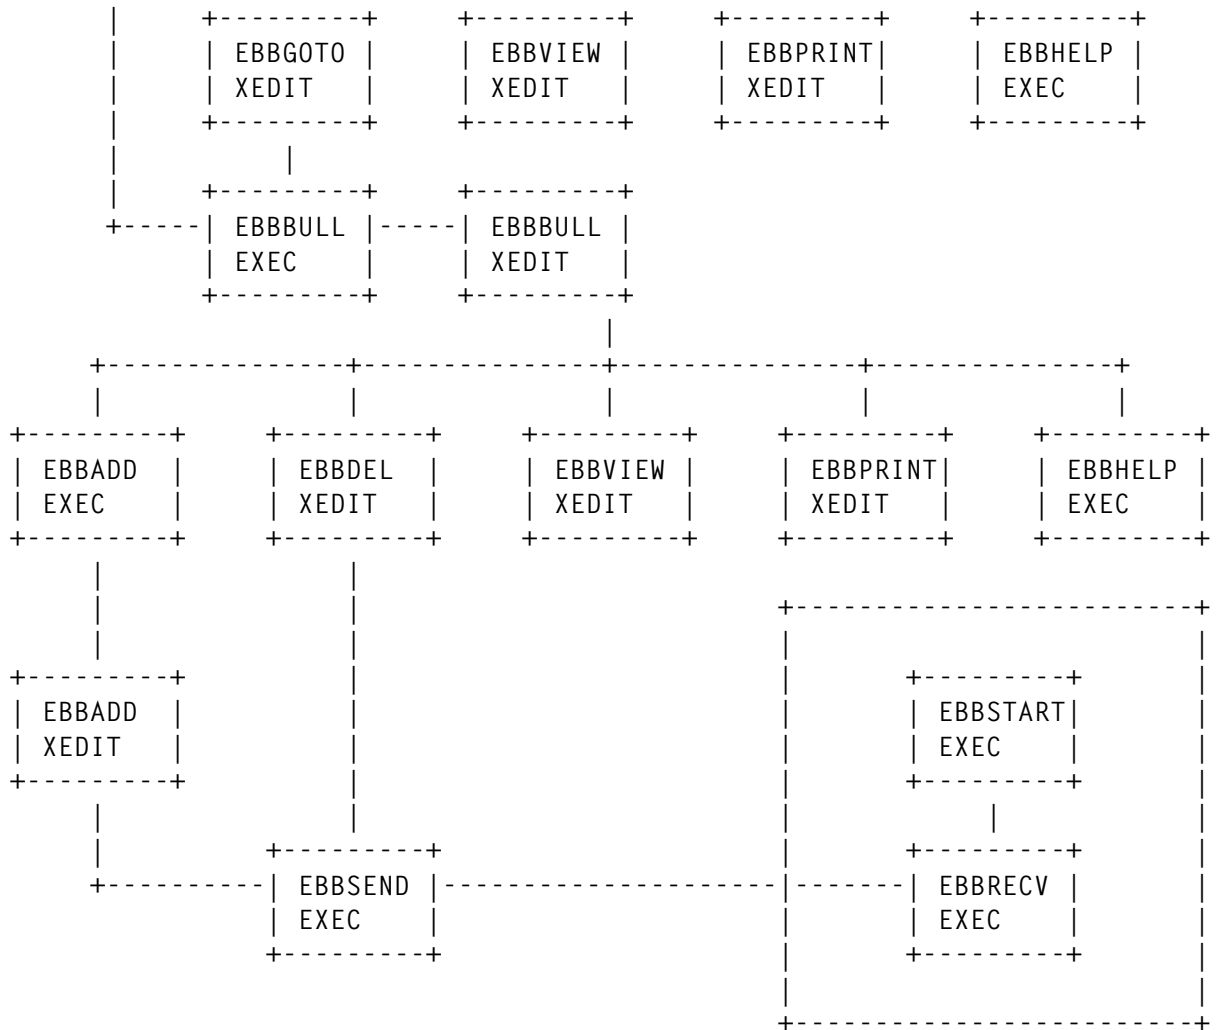 EBBGOTO EBBVIEW EBBPRINT EBBHELP
XEDIT XEDIT XEDIT EXEC
EBBBULL EBBBULL
EXEC XEDIT
EBBADD EBBDEL EBBVIEW EBBPRINT EBBHELP
EXEC XEDIT XEDIT XEDIT EXEC
EBBADD EBBSTART
XEDIT EXEC
EBBSEND EBBRECV
EXEC EXEC